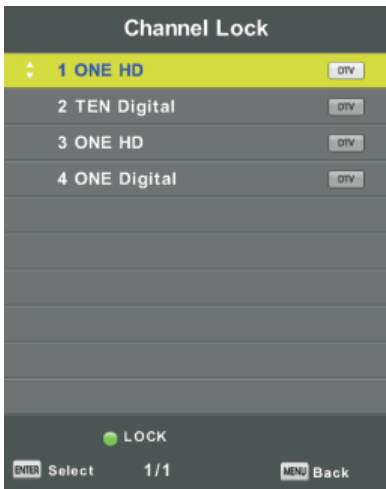 Channel Lock
1 ONE HD DTV
2 TEN Digital DTV
3 ONE HD DTV
4 ONE Digital DTV
LOCK
ENTER Select 1/1 MENU Back